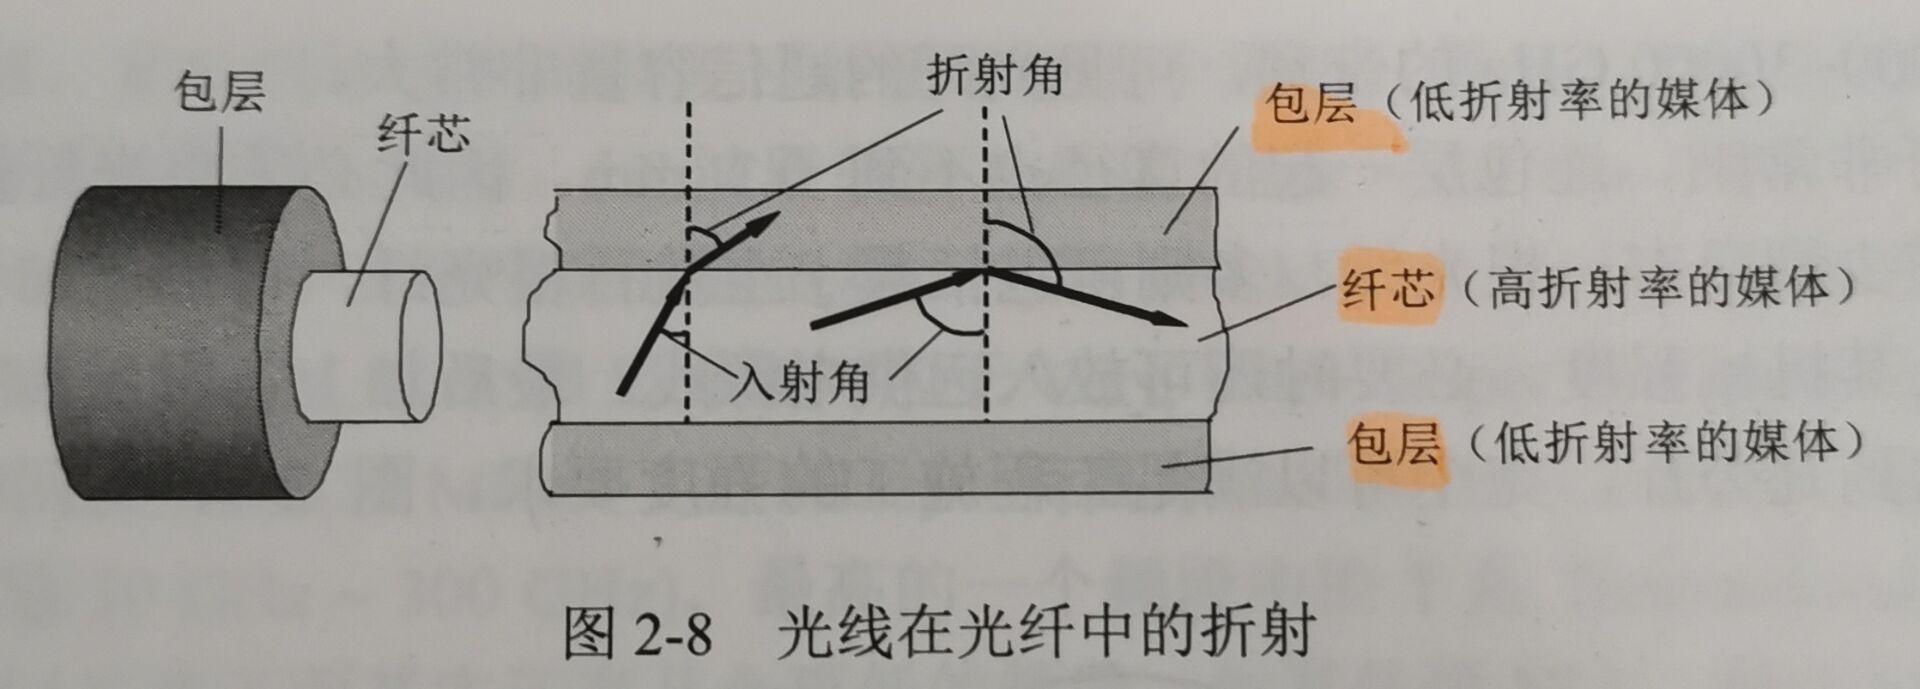 包层
纤芯
折射角
入射角
包层（低折射率的媒体）
纤芯（高折射率的媒体）
包层（低折射率的媒体）
图 2-8 光线在光纤中的折射